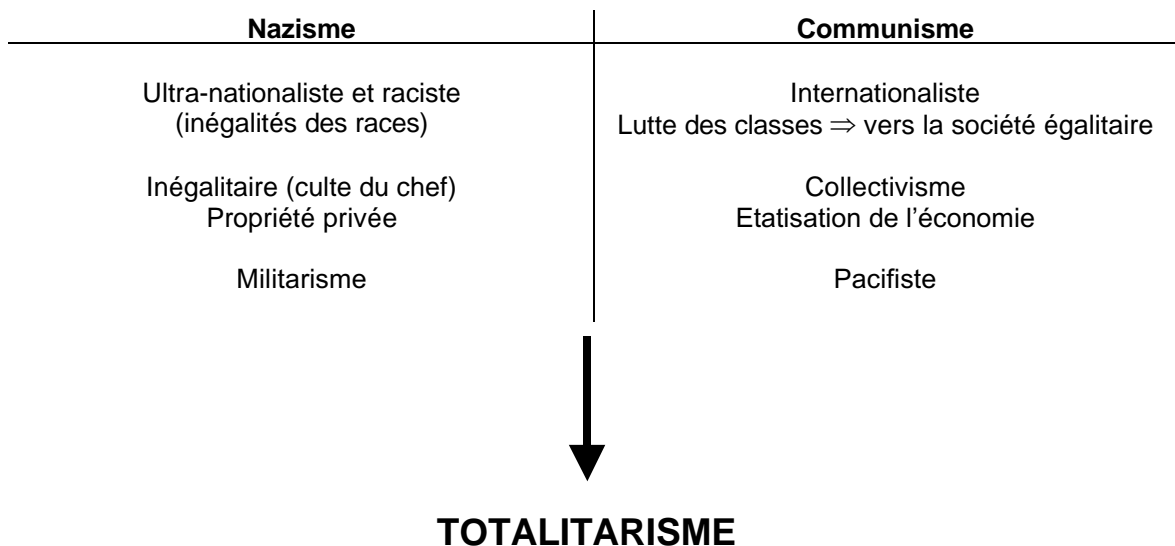 Nazisme
Communisme
Ultra-nationaliste et raciste
(inégalités des races)
Internationaliste
Lutte des classes ⇒ vers la société égalitaire
Inégalitaire (culte du chef)
Propriété privée
Collectivisme
Etatisation de l’économie
Militarisme
Pacifiste
TOTALITARISME